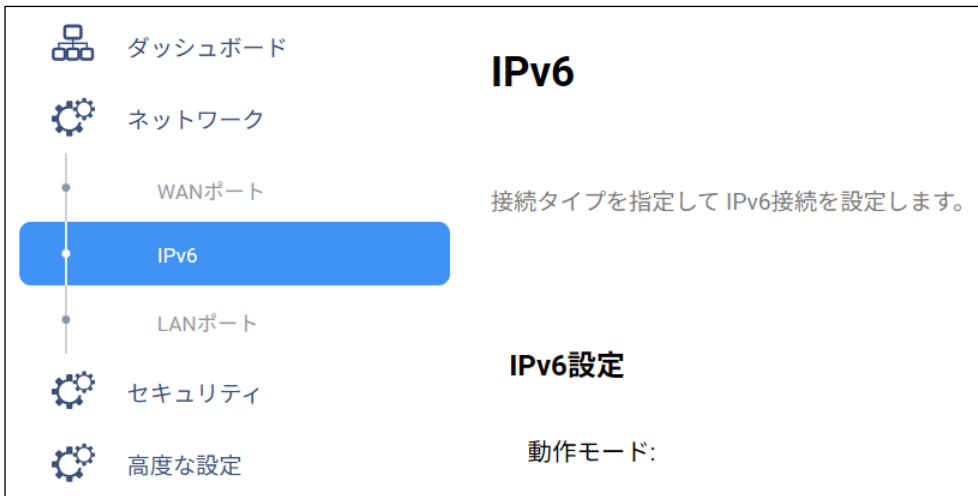 ダッシュボード
ネットワーク
WANポート
IPv6
LANポート
セキュリティ
高度な設定
IPv6
接続タイプを指定して IPv6接続を設定します。
IPv6設定
動作モード: